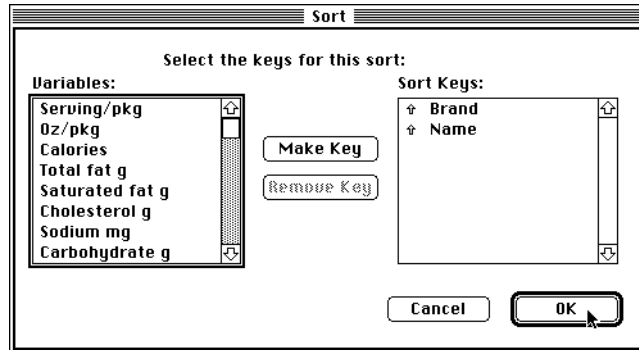 Sort
Select the keys for this sort:
Variables:
Serving/pkg
Oz/pkg
Calories
Total fat g
Saturated fat g
Cholesterol g
Sodium mg
Carbohydrate g
Make Key
Remove Key
Sort Keys:
Brand
Name
Cancel
OK